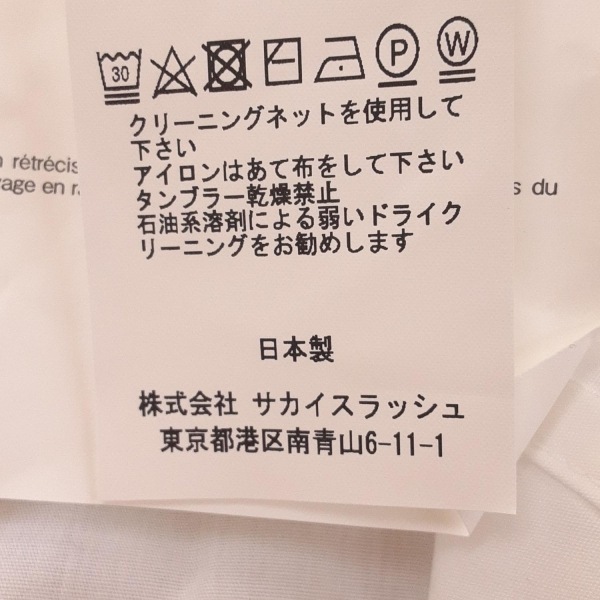 30 P W
クリーニングネットを使用して
下さい
アイロンはあて布をして下さい
タンブラー乾燥禁止
石油系溶剤による弱いドライク
リーニングをお勧めします
rétrécis
en
du
日本製
株式会社 サカイスラッシュ
東京都港区南青山6-11-1